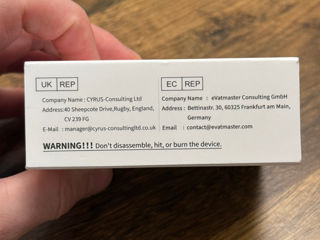 UK REP
Company Name : CYRUS-Consulting Ltd
Address:40 Sheepcote Drive,Rugby, England,
CV 239 FG
E-Mail : manager@cyrus-consultingltd.co.uk
EC REP
Company Name : eVatmaster Consulting GmbH
Address : Bettinastr. 30, 60325 Frankfurt am Main,
Germany
Email : contact@evatmaster.com
WARNING!!! Don't disassemble, hit, or burn the device.